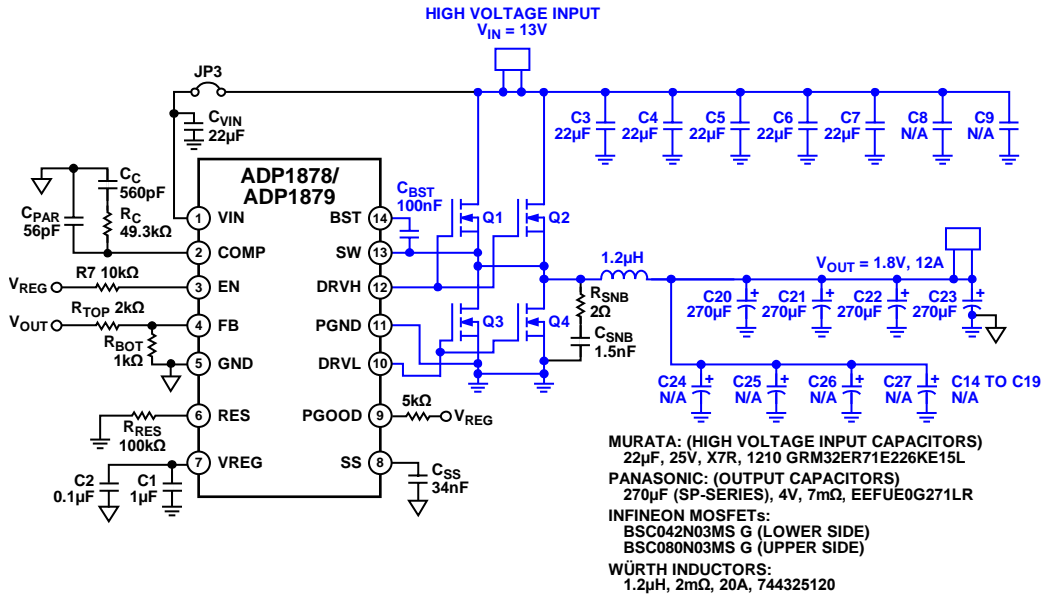 HIGH VOLTAGE INPUT
VIN = 13V
JP3
CVIN
22µF
C3
22µF
C4
22µF
C5
22µF
C6
22µF
C7
22µF
C8
N/A
C9
N/A
CC
560pF
CPAR
56pF
RC
49.3kΩ
ADP1878/
ADP1879
1 VIN
2 COMP
3 EN
4 FB
5 GND
6 RES
7 VREG
BST 14
SW 13
DRVH 12
PGND 11
DRVL 10
PGOOD 9
SS 8
CBST
100nF
Q1
Q2
Q3
Q4
R7 10kΩ
VREG
RTOP 2kΩ
VOUT
RBOT
1kΩ
RRES
100kΩ
C2
0.1µF
C1
1µF
5kΩ
VREG
CSS
34nF
1.2µH
RSNB
2Ω
CSNB
1.5nF
VOUT = 1.8V, 12A
C20
270µF
C21
270µF
C22
270µF
C23
270µF
C24
N/A
C25
N/A
C26
N/A
C27
N/A
C14 TO C19
N/A
+
+
+
+
+
+
+
+
MURATA: (HIGH VOLTAGE INPUT CAPACITORS)
22µF, 25V, X7R, 1210 GRM32ER71E226KE15L
PANASONIC: (OUTPUT CAPACITORS)
270µF (SP-SERIES), 4V, 7mΩ, EEFUE0G271LR
INFINEON MOSFETs:
BSC042N03MS G (LOWER SIDE)
BSC080N03MS G (UPPER SIDE)
WÜRTH INDUCTORS:
1.2µH, 2mΩ, 20A, 744325120